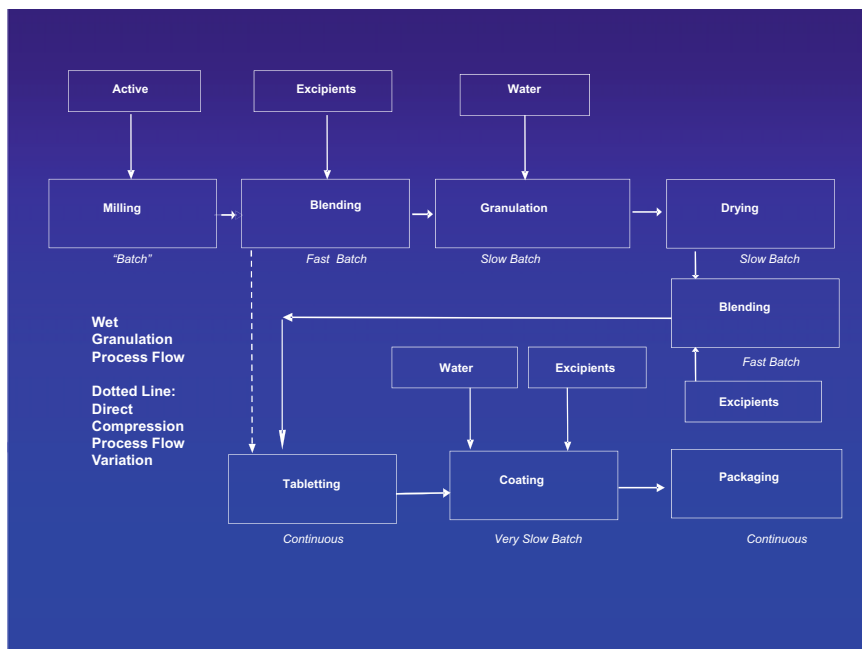 Active
Excipients
Water
Milling
Blending
Granulation
Drying
“Batch”
Fast Batch
Slow Batch
Slow Batch
Blending
Fast Batch
Excipients
Wet
Granulation
Process Flow
Dotted Line:
Direct
Compression
Process Flow
Variation
Water
Excipients
Tabletting
Coating
Packaging
Continuous
Very Slow Batch
Continuous